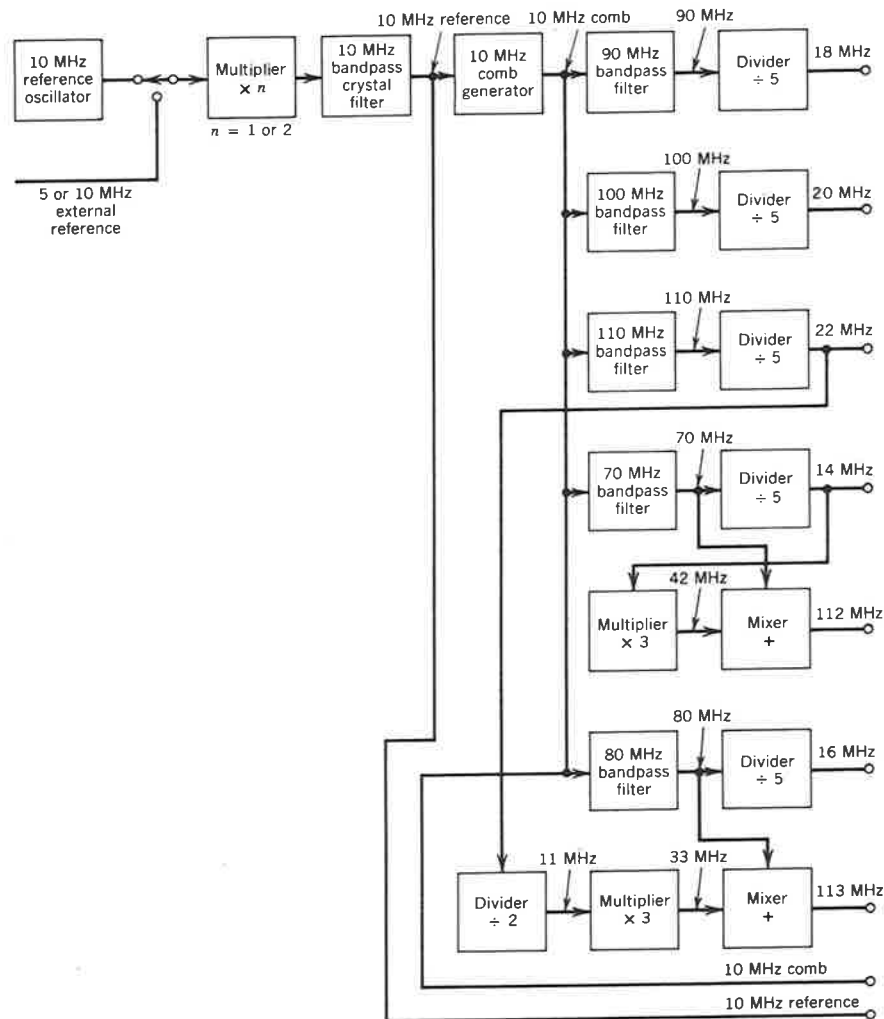 10 MHz reference
10 MHz comb
90 MHz
10 MHz
reference
oscillator
Multiplier
× n
n = 1 or 2
10 MHz
bandpass
crystal
filter
10 MHz
comb
generator
90 MHz
bandpass
filter
Divider
÷ 5
18 MHz
5 or 10 MHz
external
reference
100 MHz
100 MHz
bandpass
filter
Divider
÷ 5
20 MHz
110 MHz
110 MHz
bandpass
filter
Divider
÷ 5
22 MHz
70 MHz
70 MHz
bandpass
filter
Divider
÷ 5
14 MHz
42 MHz
Multiplier
× 3
Mixer
+
112 MHz
80 MHz
80 MHz
bandpass
filter
Divider
÷ 5
16 MHz
11 MHz
33 MHz
Divider
÷ 2
Multiplier
× 3
Mixer
+
113 MHz
10 MHz comb
10 MHz reference